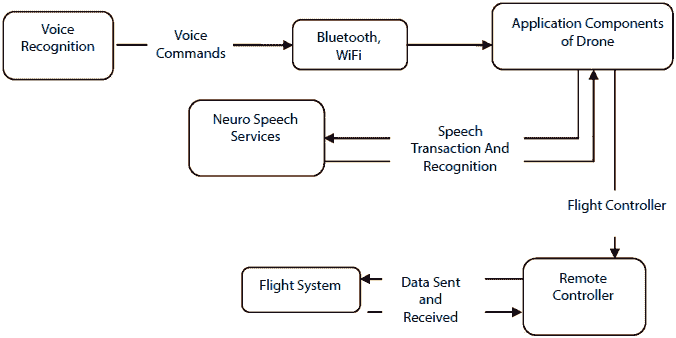 Voice
Recognition
Voice
Commands
Bluetooth,
WiFi
Application Components
of Drone
Neuro Speech
Services
Speech
Transaction And
Recognition
Flight Controller
Flight System
Data Sent
and
Received
Remote
Controller